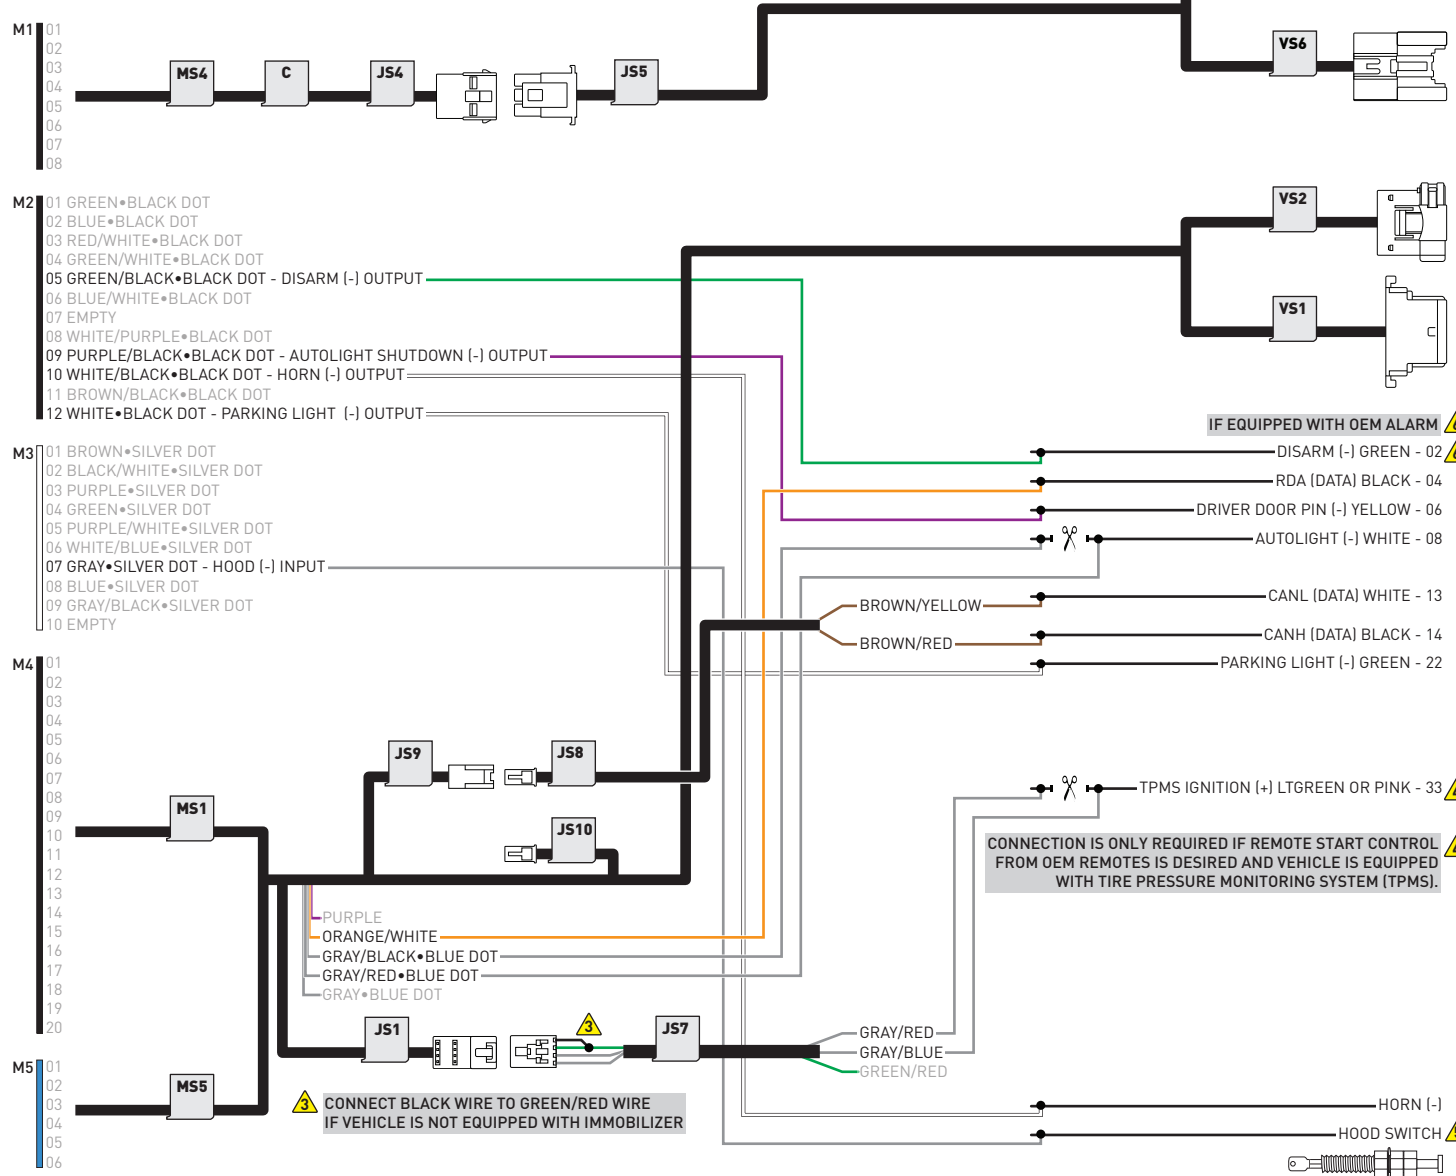 M1
01
02
03
04
05
06
07
08
MS4
C
JS4
JS5
VS6
M2
01 GREEN•BLACK DOT
02 BLUE•BLACK DOT
03 RED/WHITE•BLACK DOT
04 GREEN/WHITE•BLACK DOT
05 GREEN/BLACK•BLACK DOT - DISARM (-) OUTPUT
06 BLUE/WHITE•BLACK DOT
07 EMPTY
08 WHITE/PURPLE•BLACK DOT
09 PURPLE/BLACK•BLACK DOT - AUTOLIGHT SHUTDOWN (-) OUTPUT
10 WHITE/BLACK•BLACK DOT - HORN (-) OUTPUT
11 BROWN/BLACK•BLACK DOT
12 WHITE•BLACK DOT - PARKING LIGHT (-) OUTPUT
VS2
VS1
M3
01 BROWN•SILVER DOT
02 BLACK/WHITE•SILVER DOT
03 PURPLE•SILVER DOT
04 GREEN•SILVER DOT
05 PURPLE/WHITE•SILVER DOT
06 WHITE/BLUE•SILVER DOT
07 GRAY•SILVER DOT - HOOD (-) INPUT
08 BLUE•SILVER DOT
09 GRAY/BLACK•SILVER DOT
10 EMPTY
IF EQUIPPED WITH OEM ALARM
DISARM (-) GREEN - 02
RDA (DATA) BLACK - 04
DRIVER DOOR PIN (-) YELLOW - 06
AUTOLIGHT (-) WHITE - 08
BROWN/YELLOW
CANL (DATA) WHITE - 13
BROWN/RED
CANH (DATA) BLACK - 14
PARKING LIGHT (-) GREEN - 22
M4
01
02
03
04
05
06
07
08
09
10
11
12
13
14
15
16
17
18
19
20
JS9
JS8
MS1
JS10
TPMS IGNITION (+) LTGREEN OR PINK - 33
CONNECTION IS ONLY REQUIRED IF REMOTE START CONTROL
FROM OEM REMOTES IS DESIRED AND VEHICLE IS EQUIPPED
WITH TIRE PRESSURE MONITORING SYSTEM (TPMS).
PURPLE
ORANGE/WHITE
GRAY/BLACK•BLUE DOT
GRAY/RED•BLUE DOT
GRAY•BLUE DOT
JS1
3
JS7
GRAY/RED
GRAY/BLUE
GREEN/RED
M5
01
02
03
04
05
06
MS5
3
CONNECT BLACK WIRE TO GREEN/RED WIRE
IF VEHICLE IS NOT EQUIPPED WITH IMMOBILIZER
HORN (-)
HOOD SWITCH